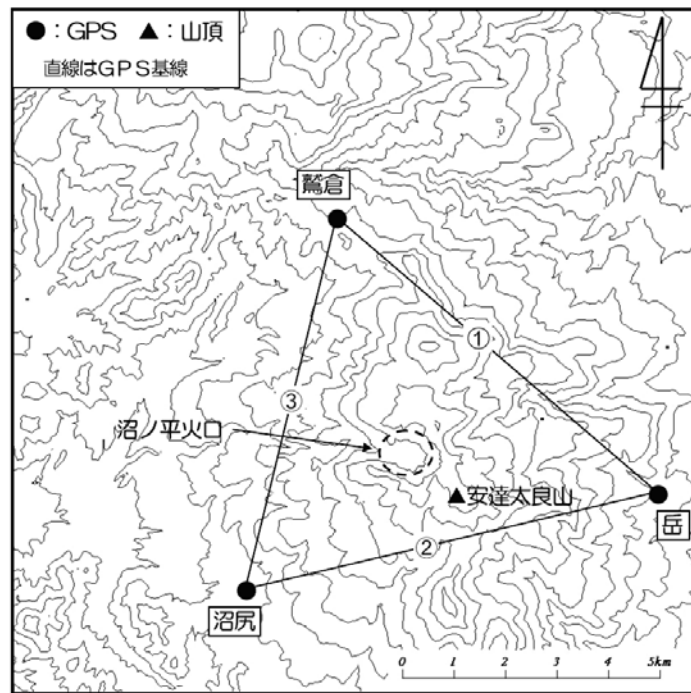 ●：GPS ▲：山頂
直線はGPS基線
鷲倉
①
③
沼ノ平火口
▲安達太良山
岳
②
沼尻
0 1 2 3 4 5km